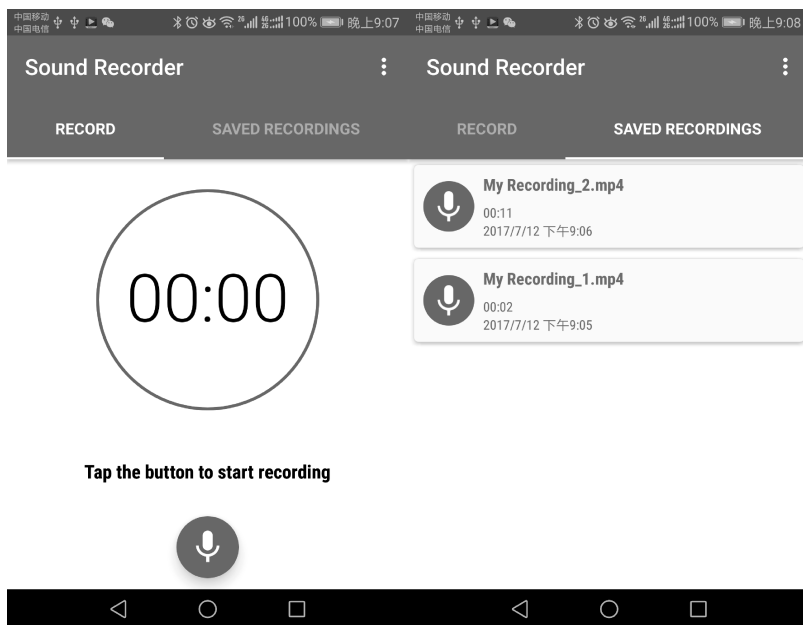 中国移动
中国电信
100%
晚上9:07
Sound Recorder
RECORD
SAVED RECORDINGS
00:00
Tap the button to start recording
中国移动
中国电信
100%
晚上9:08
Sound Recorder
RECORD
SAVED RECORDINGS
My Recording_2.mp4
00:11
2017/7/12 下午9:06
My Recording_1.mp4
00:02
2017/7/12 下午9:05